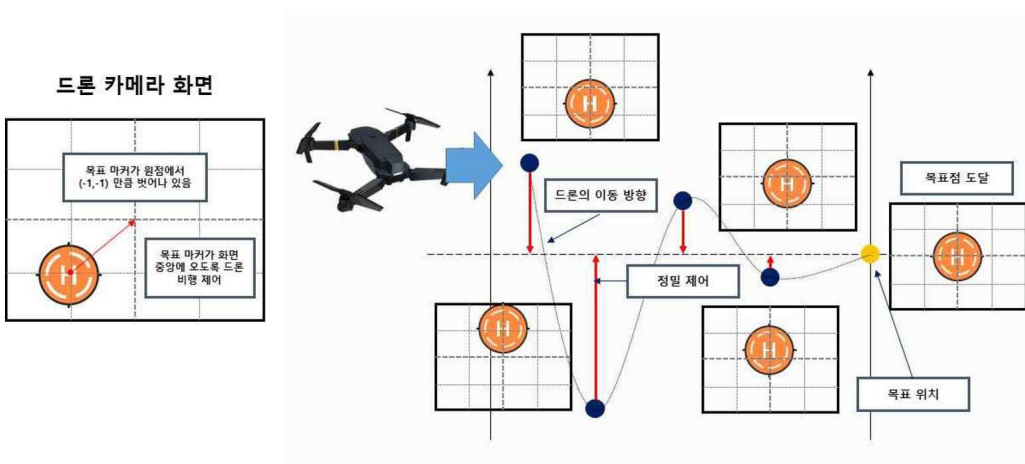 드론 카메라 화면
목표 마커가 원점에서
(-1,-1) 만큼 벗어나 있음
목표 마커가 화면
중앙에 오도록 드론
비행 제어
H
H
드론의 이동 방향
H
목표점 도달
H
정밀 제어
H
H
목표 위치